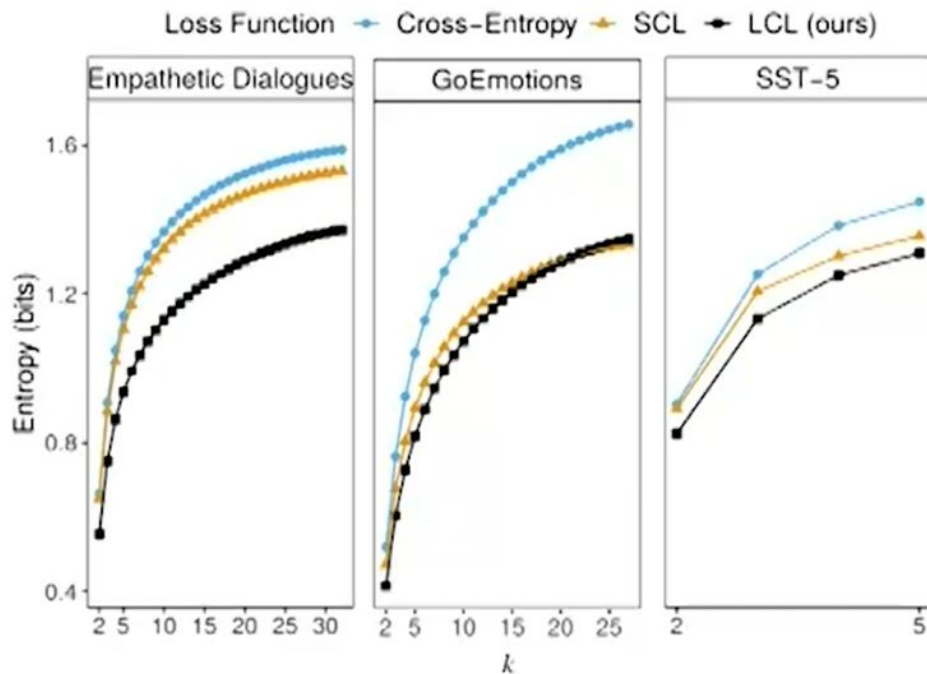 Loss Function Cross-Entropy SCL LCL (ours)
Empathetic Dialogues GoEmotions SST-5
Entropy (bits)
1.6
1.2
0.8
0.4
2 5 10 15 20 25 30 2 5 10 15 20 25 2 5
k